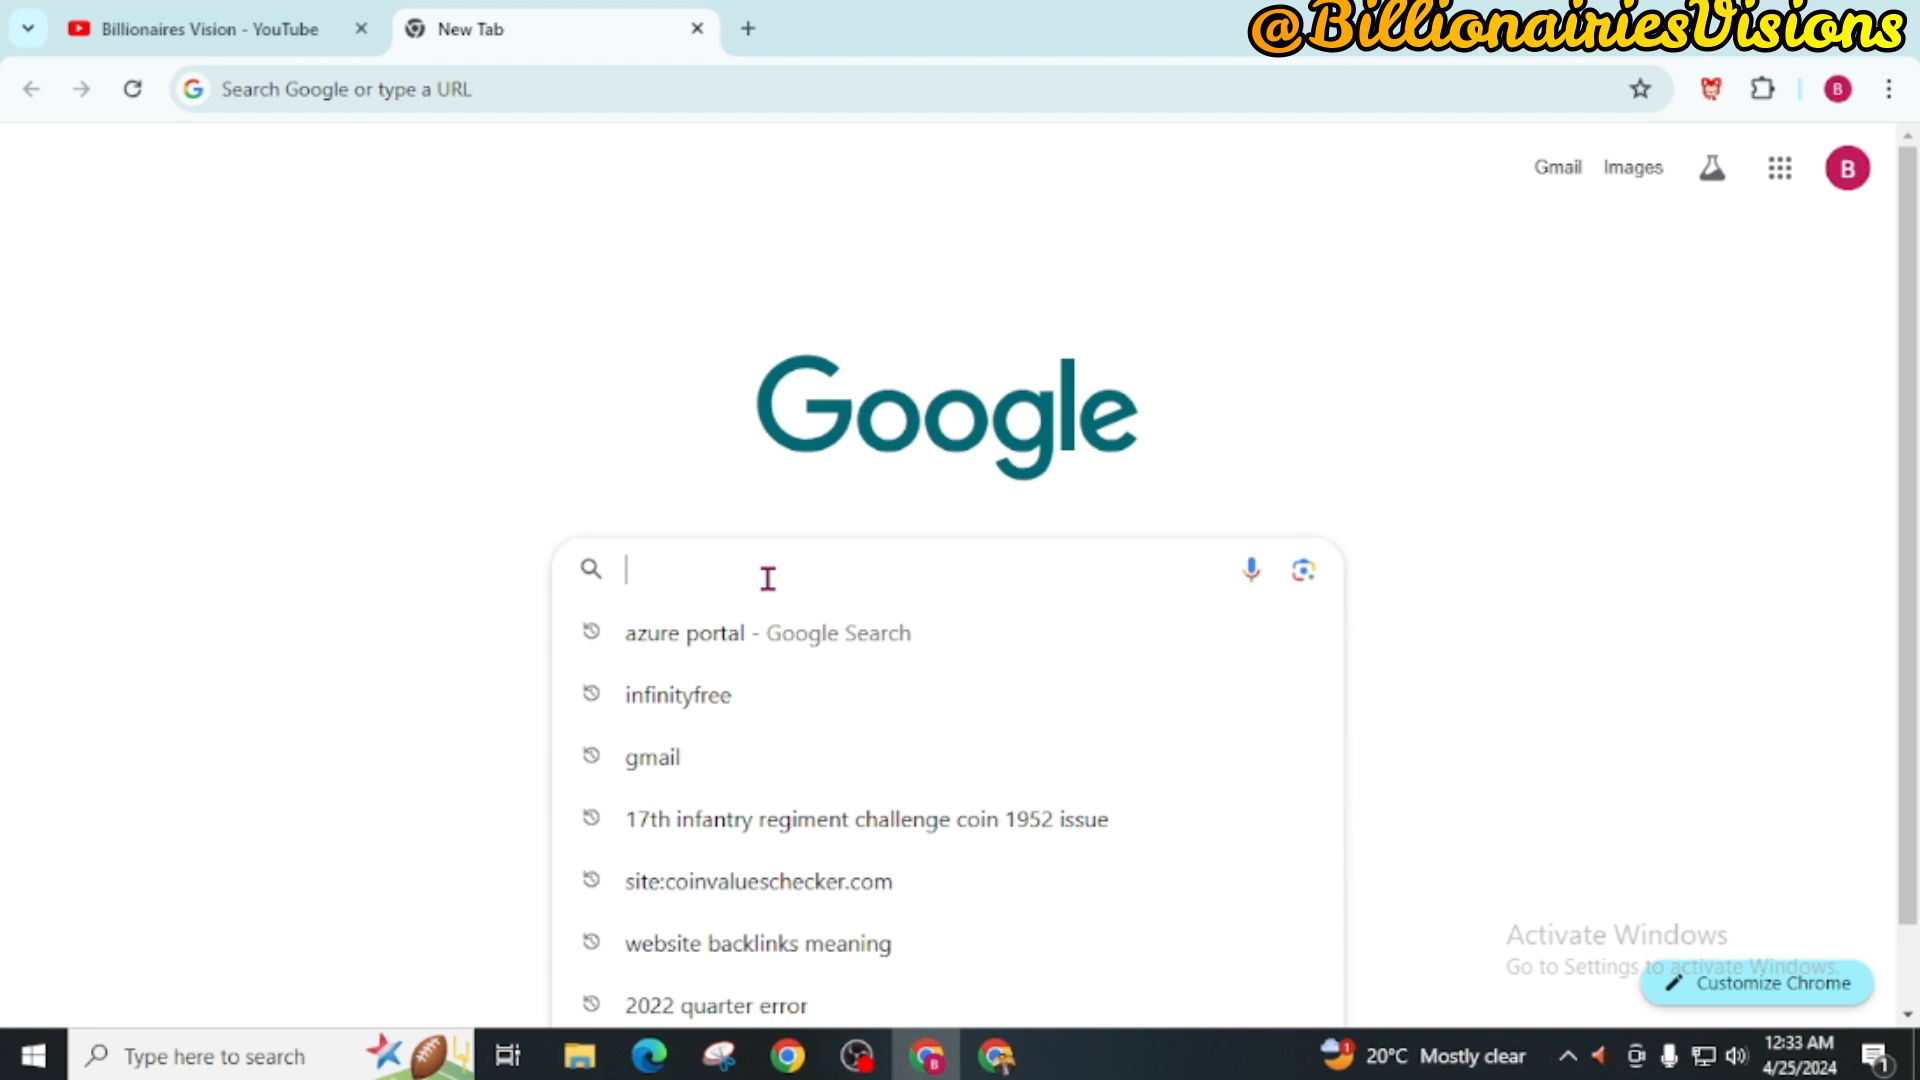 @BillionairiesVisions
Billionaires Vision - YouTube
New Tab
Search Google or type a URL
B
Gmail Images
B
Google
azure portal - Google Search
infinityfree
gmail
17th infantry regiment challenge coin 1952 issue
site:coinvalueschecker.com
website backlinks meaning
2022 quarter error
Activate Windows
Go to Settings to activate Windows.
Customize Chrome
Type here to search
B
1
20°C Mostly clear
12:33 AM
4/25/2024
1